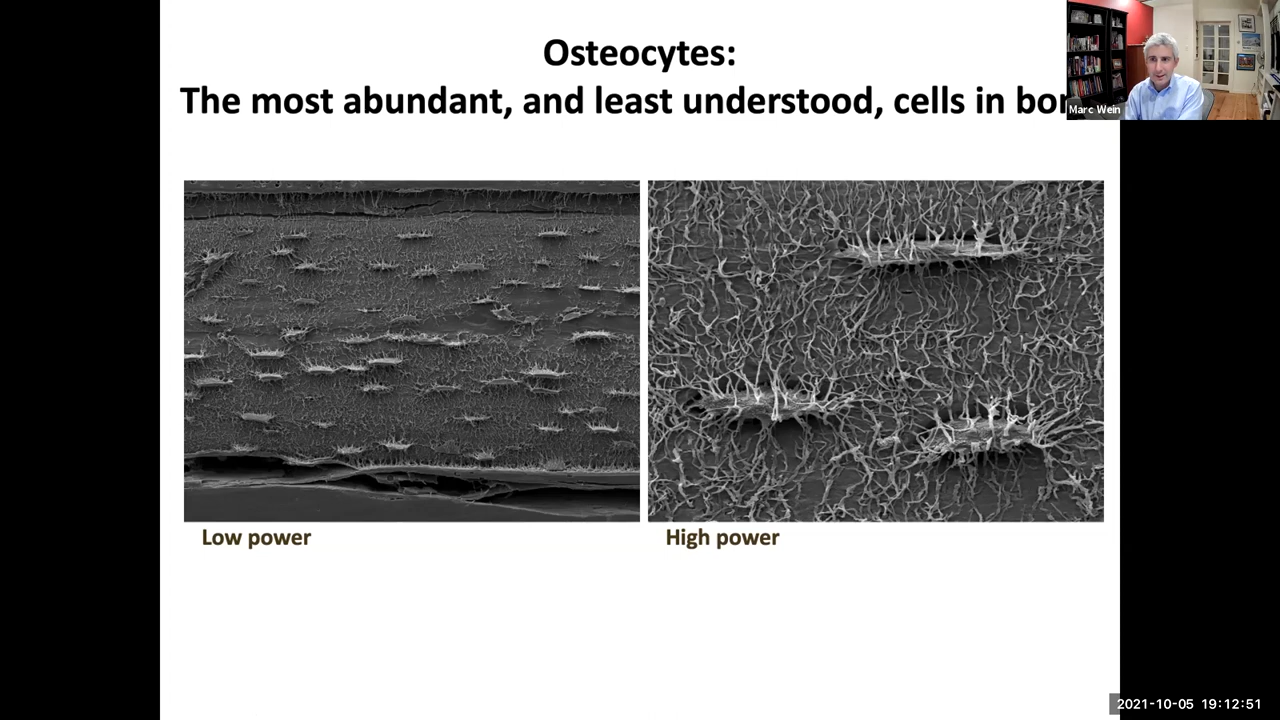 Osteocytes:
The most abundant, and least understood, cells in
Marc Wein
Low power
High power
2021-10-05 19:12:51